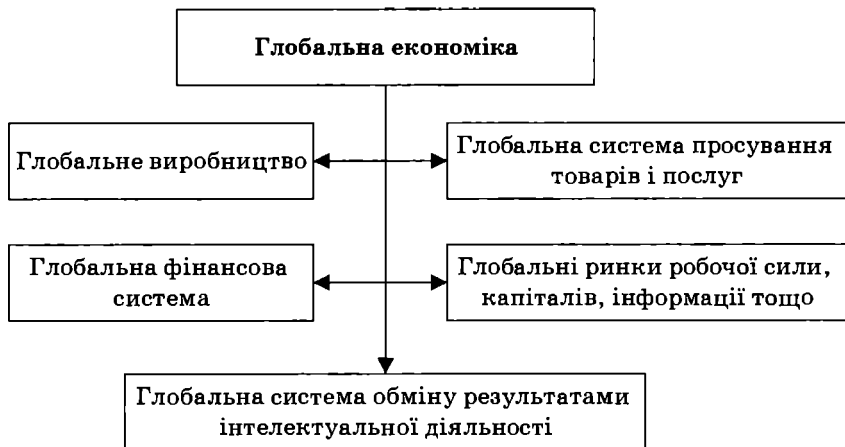 Глобальна економіка
Глобальне виробництво
Глобальна система просування
товарів і послуг
Глобальна фінансова
система
Глобальні ринки робочої сили,
капіталів, інформації тощо
Глобальна система обміну результатами
інтелектуальної діяльності